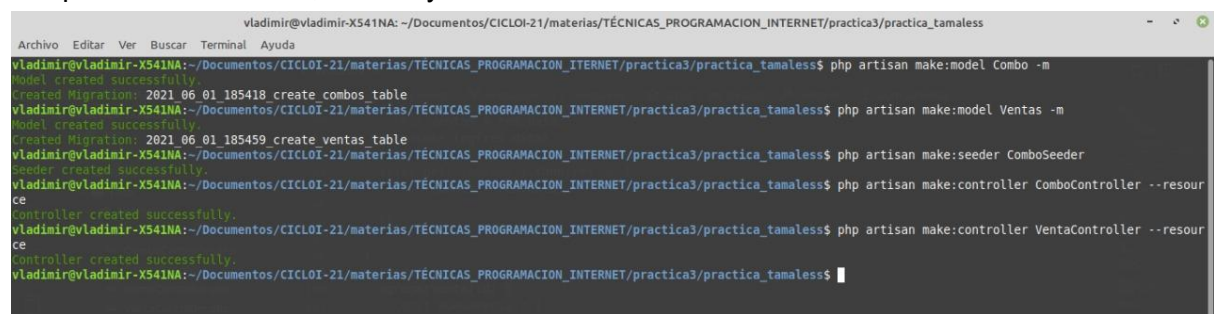 vladimir@vladimir-X541NA: ~/Documentos/CICLOI-21/materias/TÉCNICAS_PROGRAMACION_INTERNET/practica3/practica_tamaless
Archivo Editar Ver Buscar Terminal Ayuda
vladimir@vladimir-X541NA:~/Documentos/CICLOI-21/materias/TÉCNICAS_PROGRAMACION_ITERNET/practica3/practica_tamaless$ php artisan make:model Combo -m
Model created successfully.
Created Migration: 2021_06_01_185418_create_combos_table
vladimir@vladimir-X541NA:~/Documentos/CICLOI-21/materias/TÉCNICAS_PROGRAMACION_INTERNET/practica3/practica_tamaless$ php artisan make:model Ventas -m
Model created successfully.
Created Migration: 2021_06_01_185459_create_ventas_table
vladimir@vladimir-X541NA:~/Documentos/CICLOI-21/materias/TÉCNICAS_PROGRAMACION_INTERNET/practica3/practica_tamaless$ php artisan make:seeder ComboSeeder
Seeder created successfully.
vladimir@vladimir-X541NA:~/Documentos/CICLOI-21/materias/TÉCNICAS_PROGRAMACION_INTERNET/practica3/practica_tamaless$ php artisan make:controller ComboController --resour
ce
Controller created successfully.
vladimir@vladimir-X541NA:~/Documentos/CICLOI-21/materias/TÉCNICAS_PROGRAMACION_INTERNET/practica3/practica_tamaless$ php artisan make:controller VentaController --resour
ce
Controller created successfully.
vladimir@vladimir-X541NA:~/Documentos/CICLOI-21/materias/TÉCNICAS_PROGRAMACION_INTERNET/practica3/practica_tamaless$